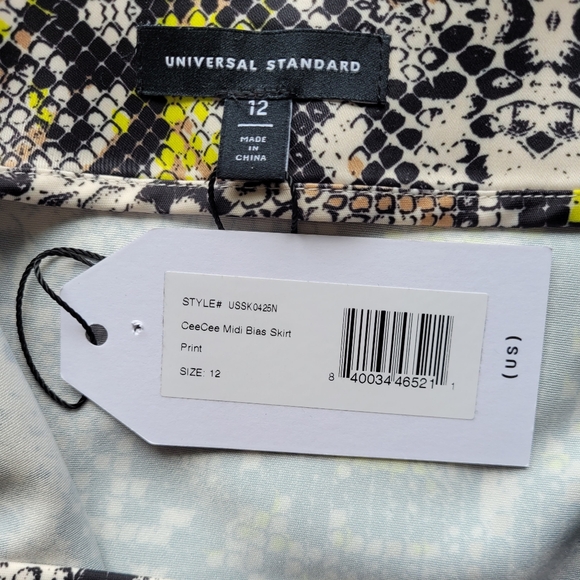 UNIVERSAL STANDARD
12
MADE IN
CHINA
STYLE# USSK0425N
CeeCee Midi Bias Skirt
Print
SIZE: 12
8 40034 46521 1
(US)